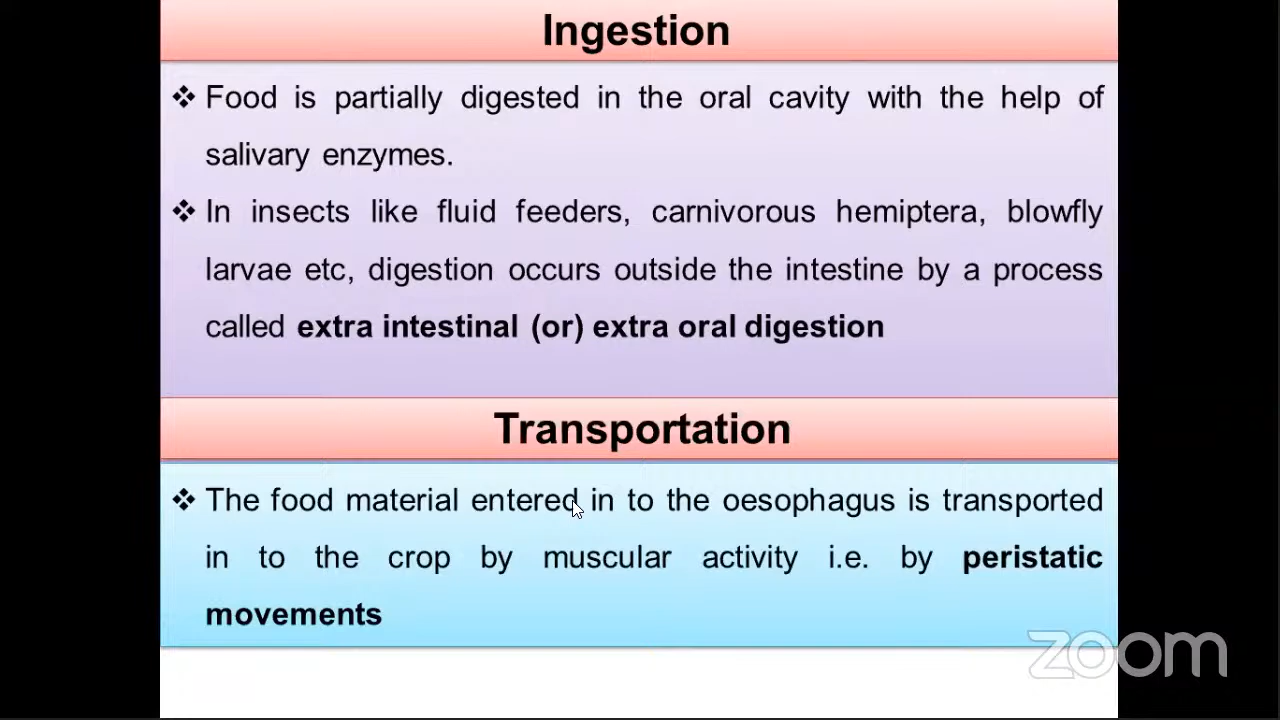 Ingestion
❖ Food is partially digested in the oral cavity with the help of
salivary enzymes.
❖ In insects like fluid feeders, carnivorous hemiptera, blowfly
larvae etc, digestion occurs outside the intestine by a process
called extra intestinal (or) extra oral digestion
Transportation
❖ The food material entered in to the oesophagus is transported
in to the crop by muscular activity i.e. by peristatic
movements
zoom